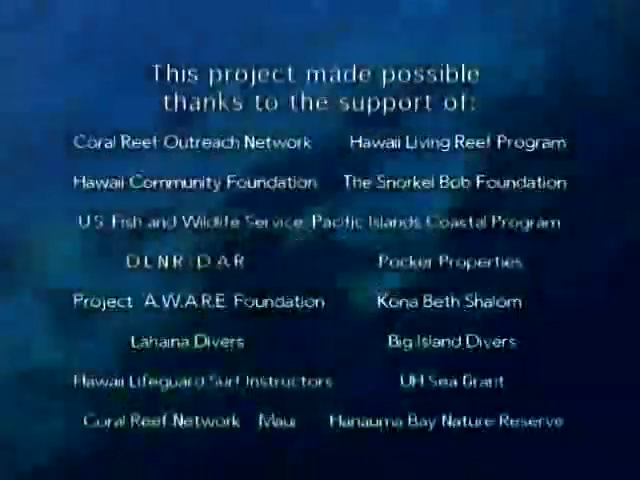 This project made possible
thanks to the support of:
Coral Reef Outreach Network Hawaii Living Reef Program
Hawaii Community Foundation The Snorkel Bob Foundation
U.S. Fish and Wildlife Service, Pacific Islands Coastal Program
D L N R D A R Packer Properties
Project A.W.A.R.E. Foundation Kona Beth Shalom
Lahaina Divers Big Island Divers
Hawaii Lifeguard Surf Instructors UH Sea Grant
Coral Reef Network Maui Hanauma Bay Nature Reserve